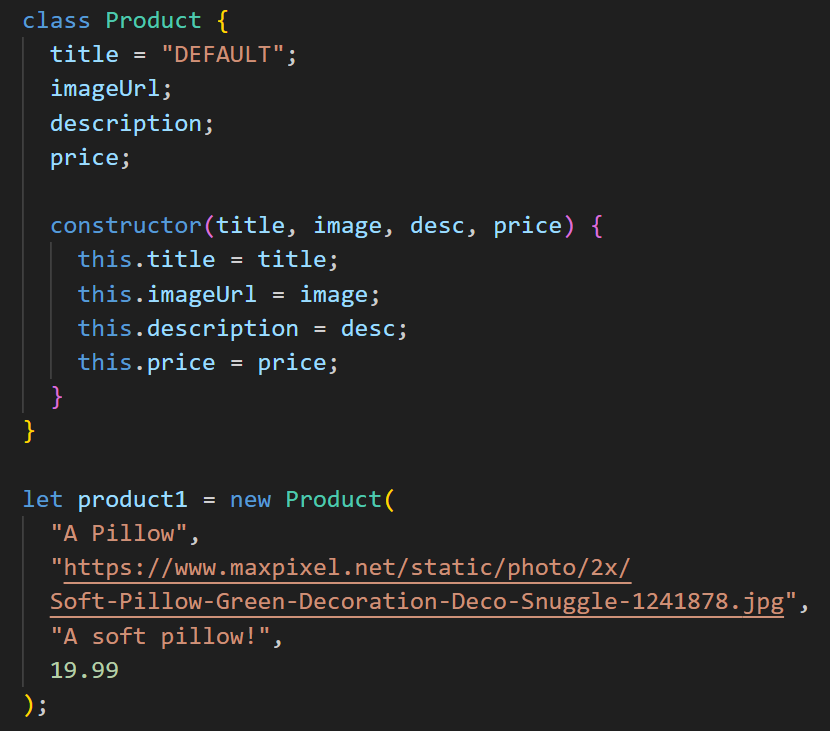 class Product {
  title = "DEFAULT";
  imageUrl;
  description;
  price;

  constructor(title, image, desc, price) {
    this.title = title;
    this.imageUrl = image;
    this.description = desc;
    this.price = price;
  }
}

let product1 = new Product(
  "A Pillow",
  "https://www.maxpixel.net/static/photo/2x/
  Soft-Pillow-Green-Decoration-Deco-Snuggle-1241878.jpg",
  "A soft pillow!",
  19.99
);